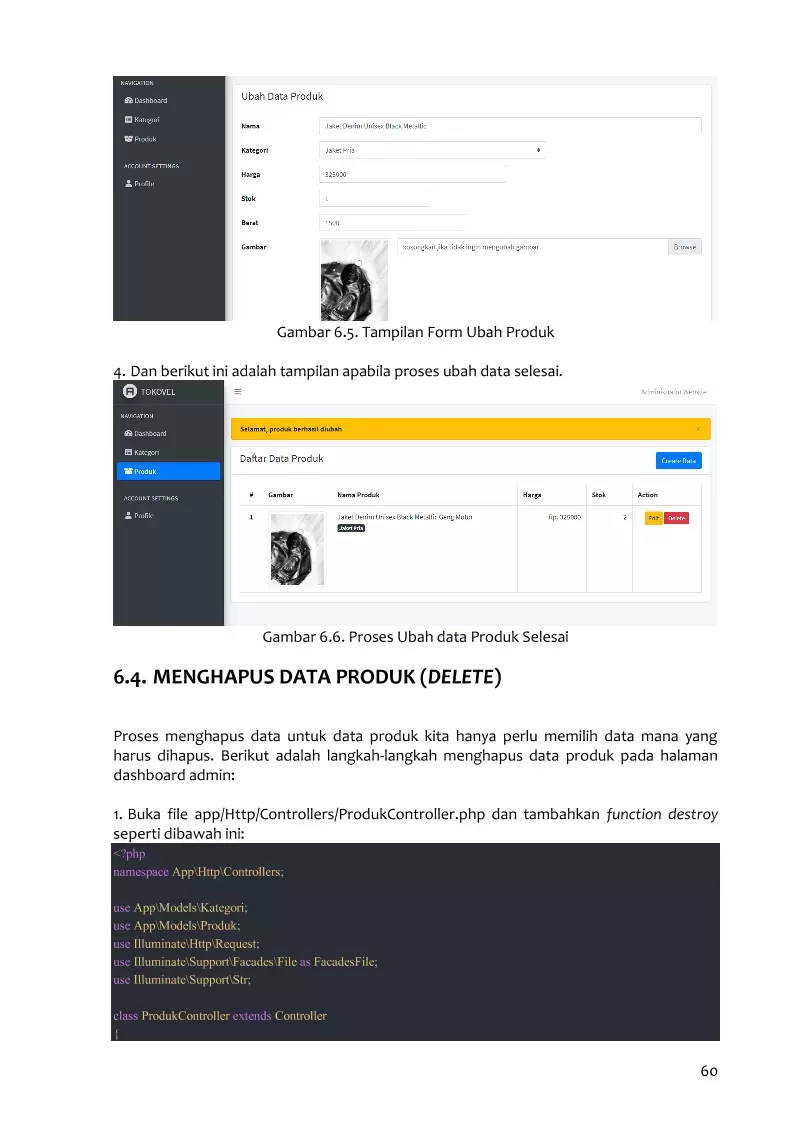 NAVIGATION
Dashboard
Kategori
Produk
ACCOUNT SETTINGS
Profile
Ubah Data Produk
Nama
Jaket Denim Unisex Black Metallic
Kategori
Jaket Pria
Harga
325000
Stok
1
Berat
1500
Gambar
kosongkan jika tidak ingin mengubah gambar
Browse
Gambar 6.5. Tampilan Form Ubah Produk
4. Dan berikut ini adalah tampilan apabila proses ubah data selesai.
TOKOVEL
Administrator Website
NAVIGATION
Dashboard
Kategori
Produk
ACCOUNT SETTINGS
Profile
Selamat, produk berhasil diubah
×
Daftar Data Produk
Create Data
# Gambar Nama Produk Harga Stok Action
1 Jaket Denim Unisex Black Metallic Geng Motor Rp. 325000 2 Edit Delete
Jaket Pria
Gambar 6.6. Proses Ubah data Produk Selesai
6.4. MENGHAPUS DATA PRODUK (DELETE)
Proses menghapus data untuk data produk kita hanya perlu memilih data mana yang
harus dihapus. Berikut adalah langkah-langkah menghapus data produk pada halaman
dashboard admin:
1. Buka file app/Http/Controllers/ProdukController.php dan tambahkan function destroy
seperti dibawah ini:
<?php
namespace App\Http\Controllers;
use App\Models\Kategori;
use App\Models\Produk;
use Illuminate\Http\Request;
use Illuminate\Support\Facades\File as FacadesFile;
use Illuminate\Support\Str;
class ProdukController extends Controller
{
60